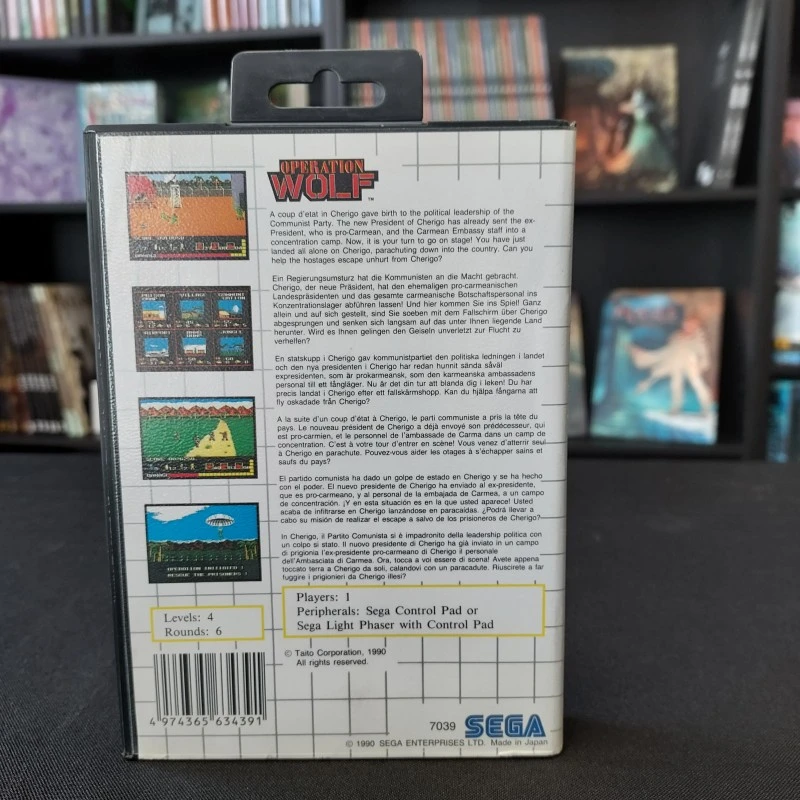 OPERATION
WOLF™
A coup d'etat in Cherigo gave birth to the political leadership of the
Communist Party. The new President of Cherigo has already sent the ex-
President, who is pro-Carmean, and the Carmean Embassy staff into a
concentration camp. Now, it is your turn to go on stage! You have just
landed all alone on Cherigo, parachuting down into the country. Can you
help the hostages escape unhurt from Cherigo?
Ein Regierungsumsturz hat die Kommunisten an die Macht gebracht.
Cherigo, der neue Präsident, hat den ehemaligen pro-carmeanischen
Landespräsidenten und das gesamte carmeanische Botschaftspersonal ins
Konzentrationslager abführen lassen! Und hier kommen Sie ins Spiel! Ganz
allein und auf sich gestellt, sind Sie soeben mit dem Fallschirm über Cherigo
abgesprungen und senken sich langsam auf das unter Ihnen liegende Land
herunter. Wird es Ihnen gelingen den Geiseln unverletzt zur Flucht zu
verhelfen?
En statskupp i Cherigo gav kommunistpartiet den politiska ledningen i landet
och den nya presidenten i Cherigo har redan hunnit sända såväl
expresidenten, som är prokarmeansk, som den karmeanska ambassadens
personal till ett fångläger. Nu är det din tur att blanda dig i leken! Du har
precis landat i Cherigo efter ett fallskärmshopp. Kan du hjälpa fångarna att
fly oskadade från Cherigo?
A la suite d'un coup d'état à Cherigo, le parti communiste a pris la tête du
pays. Le nouveau président de Cherigo a déjà envoyé son prédécesseur, qui
est pro-carmien, et le personnel de l'ambassade de Carma dans un camp de
concentration. C'est à votre tour d'entrer en scène! Vous venez d'atterrir seul
à Cherigo en parachute. Pouvez-vous aider les otages à s'échapper sains et
saufs du pays?
El partido comunista ha dado un golpe de estado en Cherigo y se ha hecho
con el poder. El nuevo presidente de Cherigo ha enviado al ex-presidente,
que es pro-carmeano, y al personal de la embajada de Carmea, a un campo
de concentración. ¡Y en esta situación es en la que usted aparece! Usted
acaba de infiltrarse en Cherigo lanzándose en paracaídas. ¿Podrá llevar a
cabo su misión de realizar el escape a salvo de los prisioneros de Cherigo?
In Cherigo, il Partito Comunista si è impadronito della leadership politica con
un colpo si stato. Il nuovo presidente di Cherigo ha già inviato in un campo
di prigionia l'ex-presidente pro-carmeano di Cherigo il personale
dell'Ambasciata di Carmea. Ora, tocca a voi essere di scena! Avete appena
toccato terra a Cherigo da soli, calandovi con un paracadute. Riuscirete a far
fuggire i prigionieri da Cherigo illesi?
OPERATION INITIATED !
RESCUE THE PRISONERS !
Levels: 4
Rounds: 6
Players: 1
Peripherals: Sega Control Pad or
Sega Light Phaser with Control Pad
© Taito Corporation, 1990
All rights reserved.
4 974365 634391
7039 SEGA
© 1990 SEGA ENTERPRISES LTD. Made in Japan